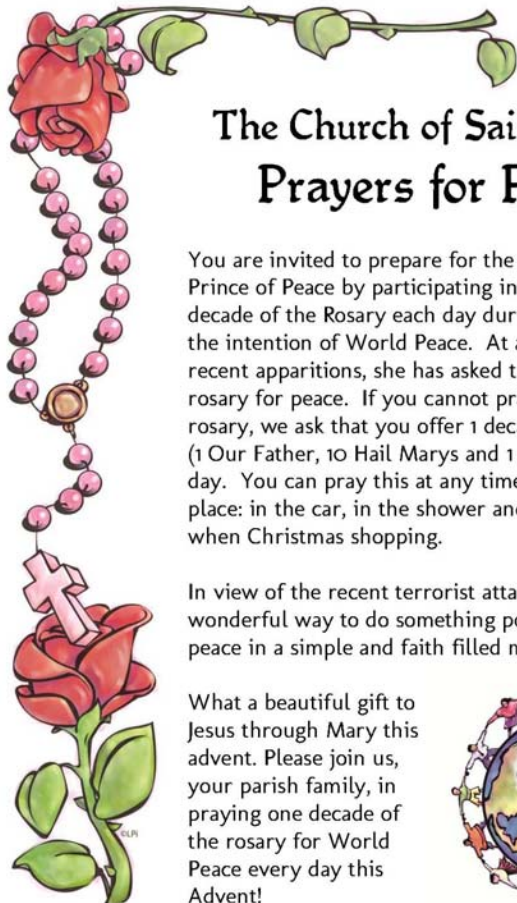 The Church of Sai
Prayers for
You are invited to prepare for the
Prince of Peace by participating in
decade of the Rosary each day dur
the intention of World Peace. At a
recent apparitions, she has asked t
rosary for peace. If you cannot pr
rosary, we ask that you offer 1 dec
(1 Our Father, 10 Hail Marys and 1
day. You can pray this at any time
place: in the car, in the shower and
when Christmas shopping.
In view of the recent terrorist atta
wonderful way to do something po
peace in a simple and faith filled m
What a beautiful gift to
Jesus through Mary this
advent. Please join us,
your parish family, in
praying one decade of
the rosary for World
Peace every day this
Advent!
©LPi